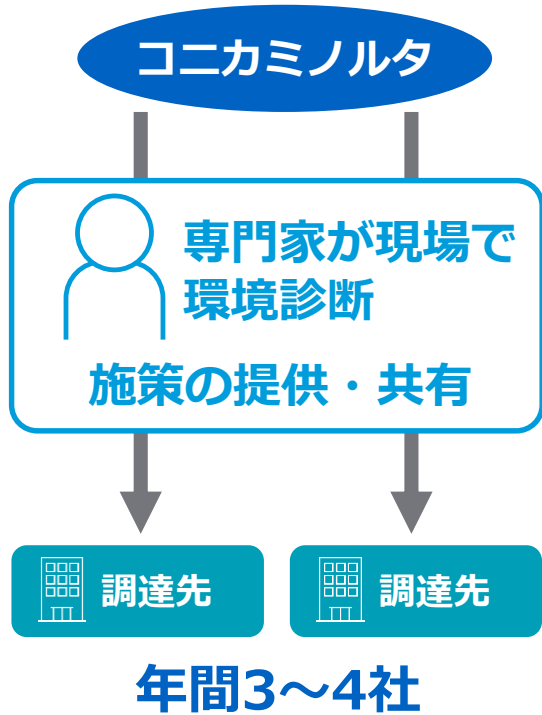 コニカミノルタ
専門家が現場で
環境診断
施策の提供・共有
調達先
調達先
年間3～4社